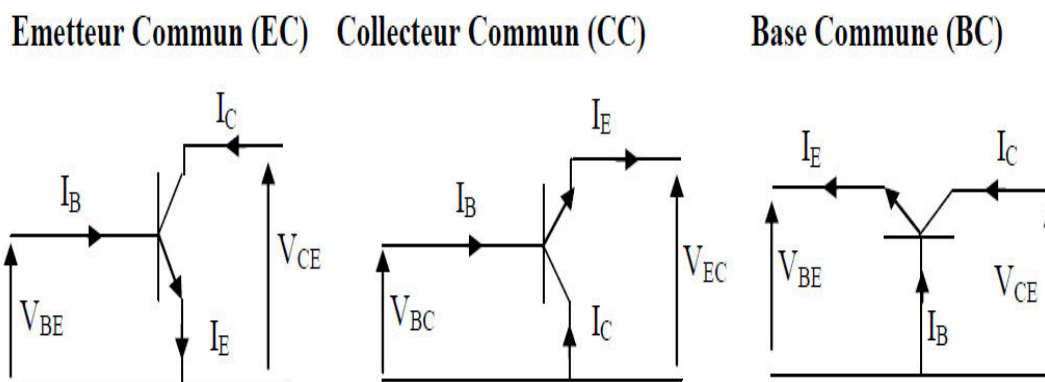 Emetteur Commun (EC) Collecteur Commun (CC) Base Commune (BC)
I_C
I_B
V_CE
V_BE
I_E
I_E
I_B
V_EC
V_BC
I_C
I_E
I_C
V_BE
V_CE
I_B